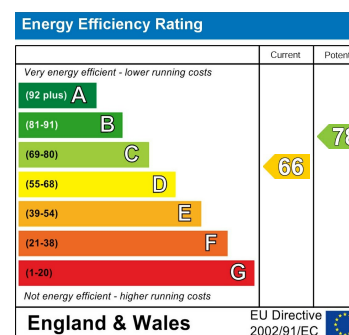 Energy Efficiency Rating
Current
Very energy efficient - lower running costs
(92 plus) A
(81-91) B
(69-80) C
(55-68) D
(39-54) E
(21-38) F
(1-20) G
66
Not energy efficient - higher running costs
England & Wales
EU Directive
2002/91/EC